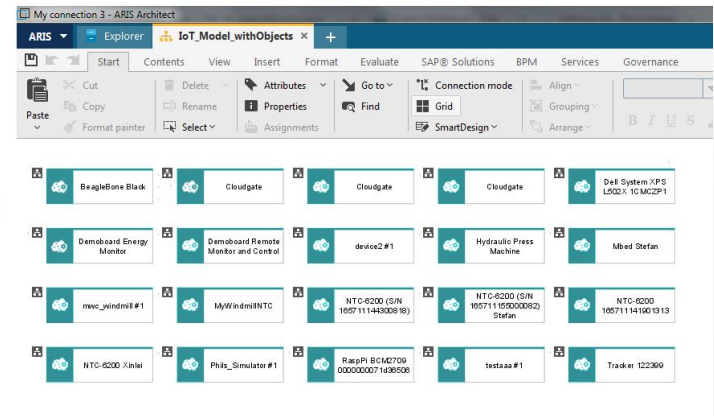 My connection 3 - ARIS Architect
ARIS Explorer IoT_Model_withObjects × +
Start Contents View Insert Format Evaluate SAP® Solutions BPM Services Governance
Paste
Cut
Copy
Format painter
Delete
Rename
Select
Attributes
Properties
Assignments
Go to
Find
Connection mode
Grid
SmartDesign
Align
Grouping
Arrange
B I U S
BeagleBone Black
Cloudgate
Cloudgate
Cloudgate
Dell System XPS
L502X 1CMCZP1
Demoboard Energy
Monitor
Demoboard Remote
Monitor and Control
device2 #1
Hydraulic Press
Machine
Mbed Stefan
mwc_windmill #1
MyWindmillNTC
NTC-6200 (S/N
165711144300818)
NTC-6200 (S/N
16571115500082)
Stefan
NTC-6200
165711141901313
NTC-6200 Xinlei
Phils_Simulator #1
RaspPi BCM2709
0000000071d36506
testaaa #1
Tracker 122399